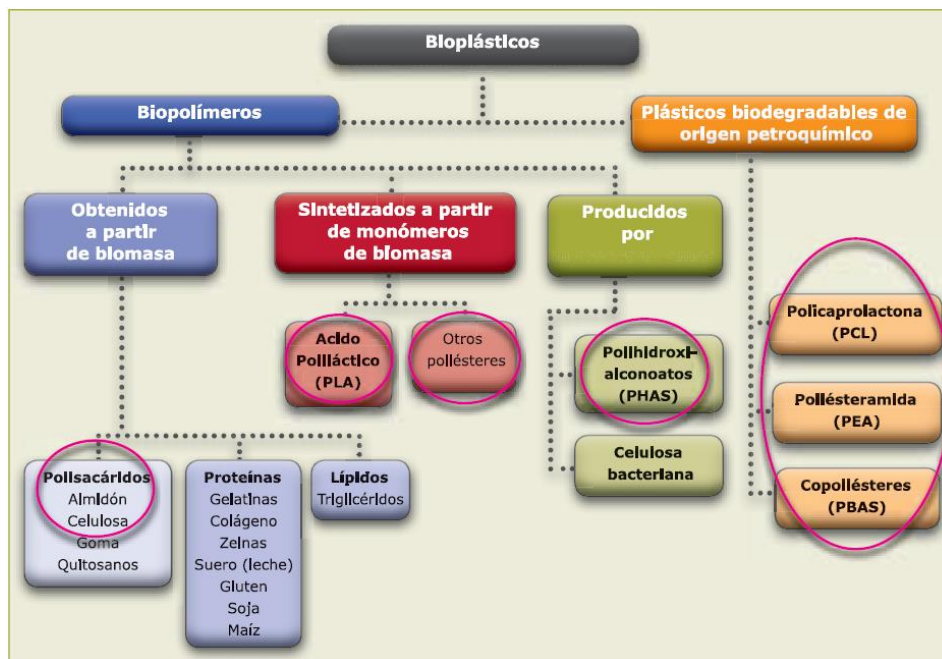 Bioplásticos
Biopolímeros
Plásticos biodegradables de
origen petroquímico
Obtenidos
a partir
de biomasa
Sintetizados a partir
de monómeros
de biomasa
Producidos
por
Acido
Poliláctico
(PLA)
Otros
poliésteres
Polihidroxi-
alconoatos
(PHAS)
Celulosa
bacteriana
Policaprolactona
(PCL)
Poliésteramida
(PEA)
Copoliésteres
(PBAS)
Polisacáridos
Almidón
Celulosa
Goma
Quitosanos
Proteínas
Gelatinas
Colágeno
Zeínas
Suero (leche)
Gluten
Soja
Maíz
Lípidos
Triglicéridos